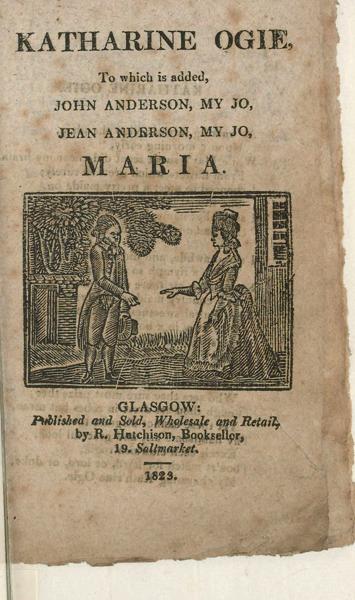 KATHARINE OGIE,
To which is added,
JOHN ANDERSON, MY JO,
JEAN ANDERSON, MY JO,
MARIA.
GLASGOW:
Published and Sold, Wholesale and Retail,
by R. Hutchison, Bookseller,
19. Saltmarket.
1823.